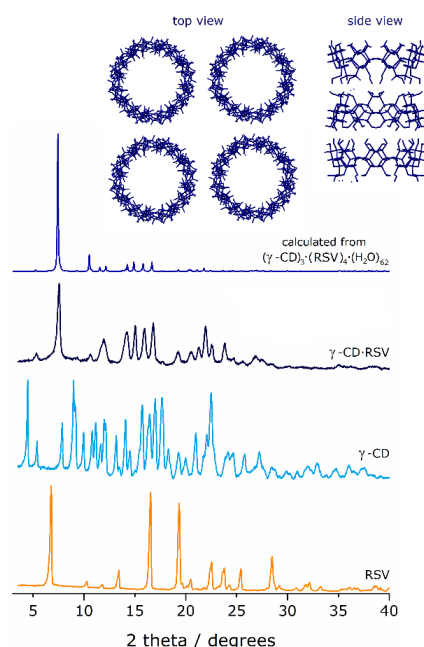 top view
side view
calculated from
(γ-CD)₃·(RSV)₄·(H₂O)₆₂
γ-CD·RSV
γ-CD
RSV
5 10 15 20 25 30 35 40
2 theta / degrees